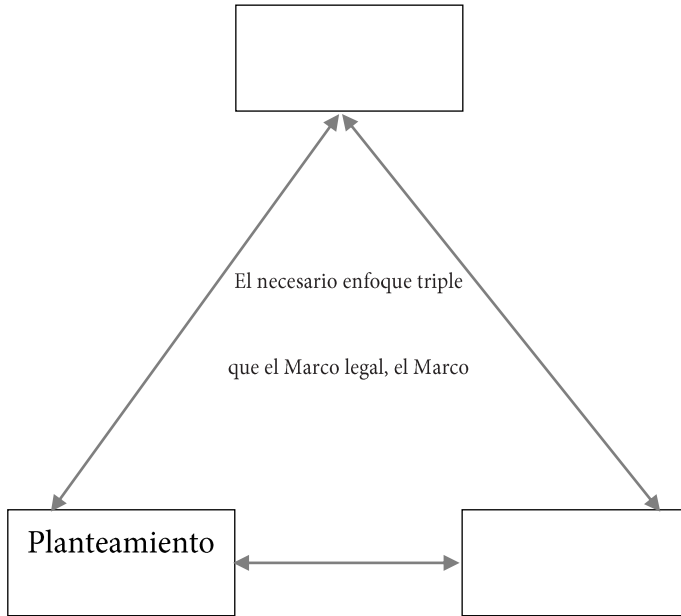 El necesario enfoque triple
que el Marco legal, el Marco
Planteamiento